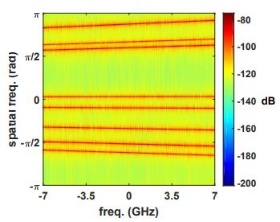 π
π/2
0
-π/2
-π
spatial freq. (rad)
-7 -3.5 0 3.5 7
freq. (GHz)
-80
-100
-120
-140
-160
-180
-200
dB